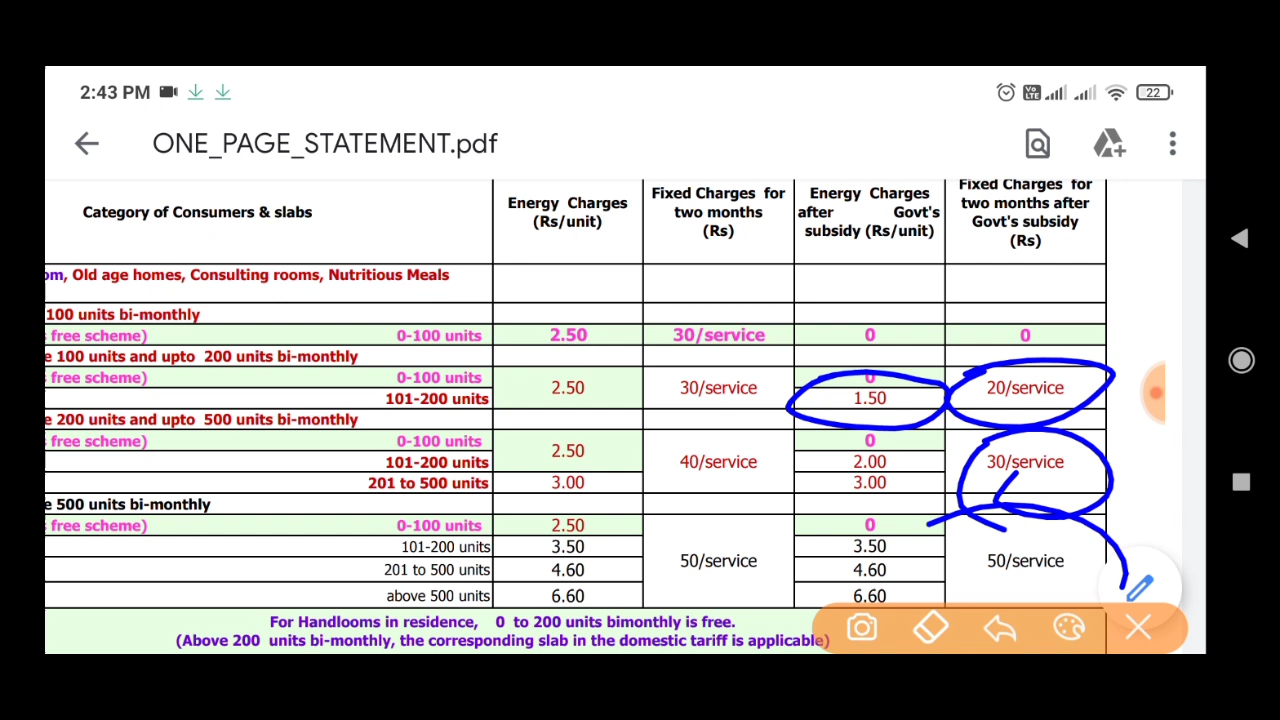 2:43 PM
Vo LTE
22
ONE_PAGE_STATEMENT.pdf
Category of Consumers & slabs
Energy Charges (Rs/unit)
Fixed Charges for two months (Rs)
Energy Charges after Govt's subsidy (Rs/unit)
Fixed Charges for two months after Govt's subsidy (Rs)
om, Old age homes, Consulting rooms, Nutritious Meals
100 units bi-monthly
free scheme) 0-100 units 2.50 30/service 0 0
e 100 units and upto 200 units bi-monthly
free scheme) 0-100 units 2.50 30/service 0 20/service
101-200 units 1.50
e 200 units and upto 500 units bi-monthly
free scheme) 0-100 units 2.50 0
101-200 units 40/service 2.00 30/service
201 to 500 units 3.00 3.00
e 500 units bi-monthly
free scheme) 0-100 units 2.50 0
101-200 units 3.50 50/service 3.50 50/service
201 to 500 units 4.60 4.60
above 500 units 6.60 6.60
For Handlooms in residence, 0 to 200 units bimonthly is free.
(Above 200 units bi-monthly, the corresponding slab in the domestic tariff is applicable)